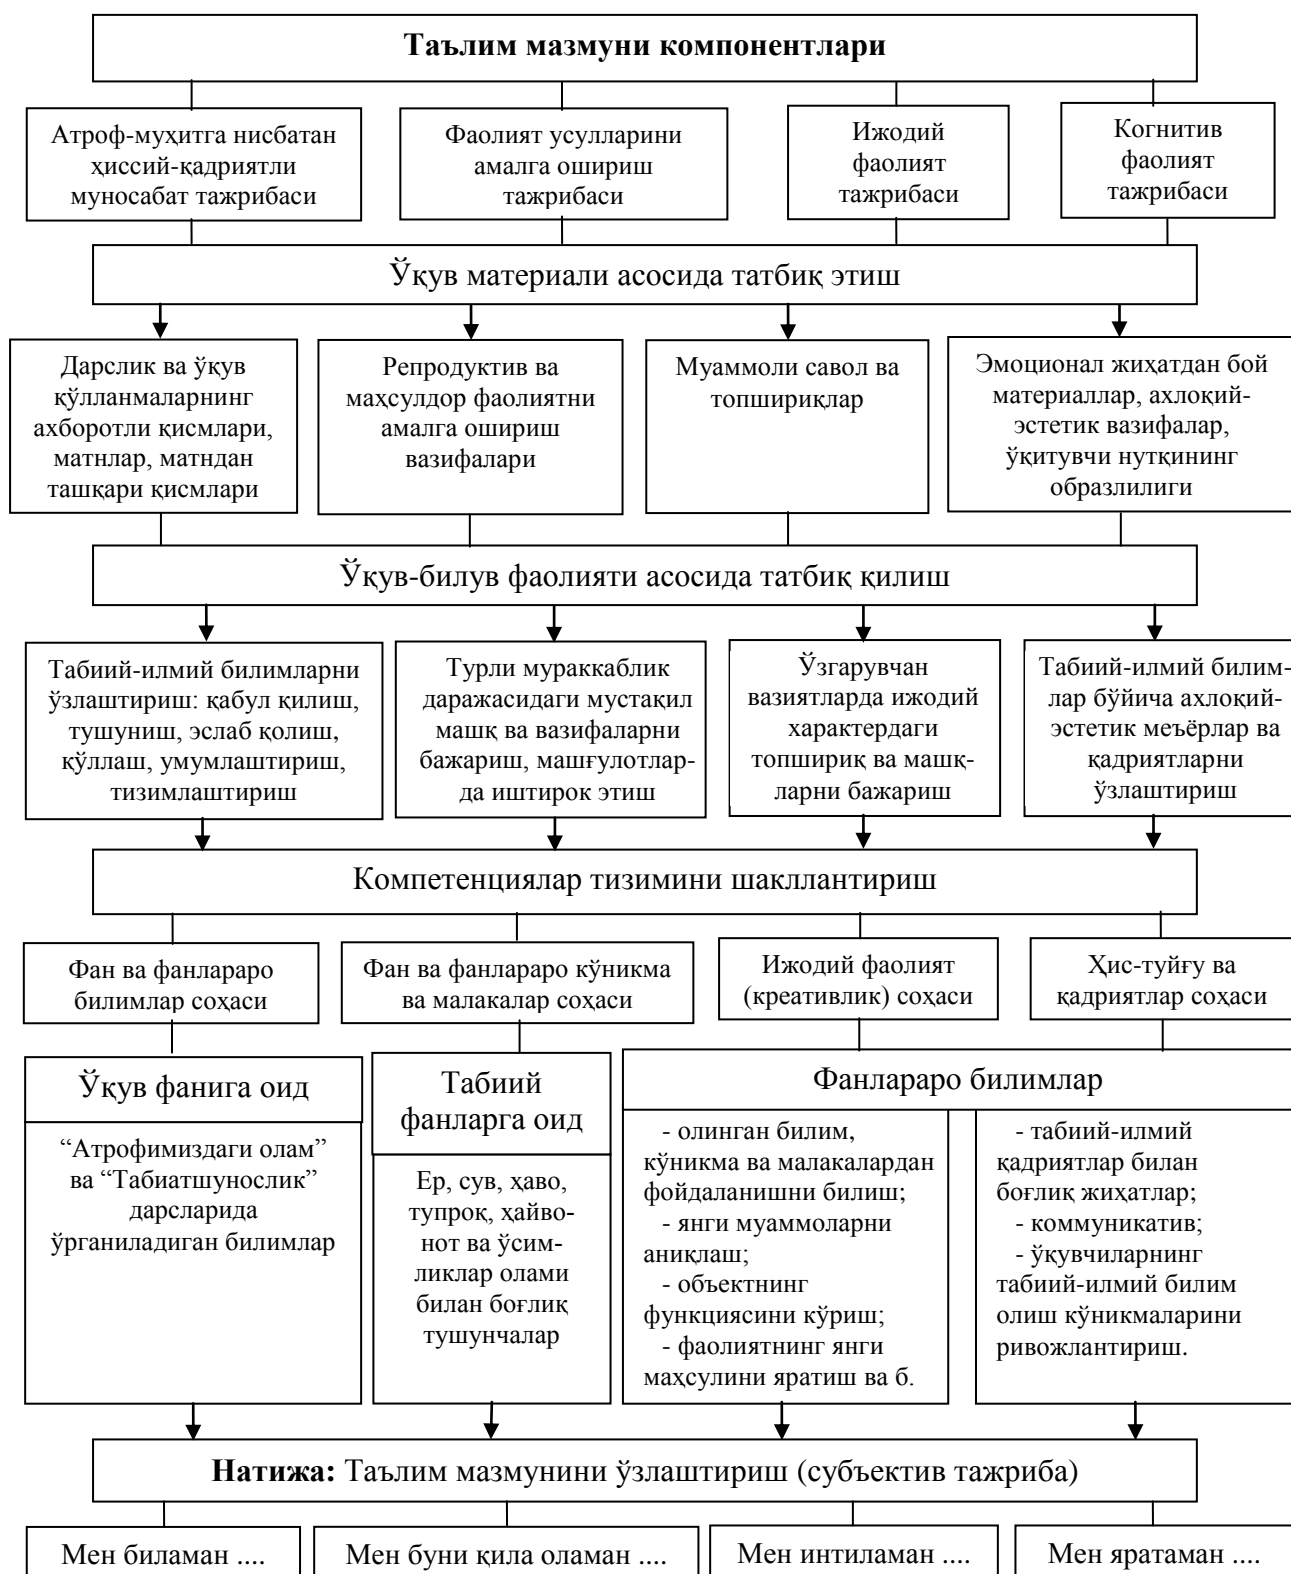 Таълим мазмуни компонентлари
Атроф-муҳитга нисбатан
ҳиссий-қадриятли
муносабат тажрибаси
Фаолият усулларини
амалга ошириш
тажрибаси
Ижодий
фаолият
тажрибаси
Когнитив
фаолият
тажрибаси
Ўқув материали асосида татбиқ этиш
Дарслик ва ўқув
қўлланмаларнинг
ахборотли қисмлари,
матнлар, матндан
ташқари қисмлари
Репродуктив ва
маҳсулдор фаолиятни
амалга ошириш
вазифалари
Муаммоли савол ва
топшириқлар
Эмоционал жиҳатдан бой
материаллар, ахлоқий-
эстетик вазифалар,
ўқитувчи нутқининг
образлилиги
Ўқув-билув фаолияти асосида татбиқ қилиш
Табиий-илмий билимларни
ўзлаштириш: қабул қилиш,
тушуниш, эслаб қолиш,
қўллаш, умумлаштириш,
тизимлаштириш
Турли мураккаблик
даражасидаги мустақил
машқ ва вазифаларни
бажариш, машғулотлар-
да иштирок этиш
Ўзгарувчан
вазиятларда ижодий
характердаги
топшириқ ва машқ-
ларни бажариш
Табиий-илмий билим-
лар бўйича ахлоқий-
эстетик меъёрлар ва
қадриятларни
ўзлаштириш
Компетенциялар тизимини шакллантириш
Фан ва фанлараро
билимлар соҳаси
Фан ва фанлараро кўникма
ва малакалар соҳаси
Ижодий фаолият
(креативлик) соҳаси
Ҳис-туйғу ва
қадриятлар соҳаси
Ўқув фанига оид
“Атрофимиздаги олам”
ва “Табиатшунослик”
дарсларида
ўрганиладиган билимлар
Табиий
фанларга оид
Ер, сув, ҳаво,
тупроқ, ҳайво-
нот ва ўсим-
ликлар олами
билан боғлиқ
тушунчалар
Фанлараро билимлар
- олинган билим,
кўникма ва малакалардан
фойдаланишни билиш;
- янги муаммоларни
аниқлаш;
- объектнинг
функциясини кўриш;
- фаолиятнинг янги
маҳсулини яратиш ва б.
- табиий-илмий
қадриятлар билан
боғлиқ жиҳатлар;
- коммуникатив;
- ўқувчиларнинг
табиий-илмий билим
олиш кўникмаларини
ривожлантириш.
Натижа: Таълим мазмунини ўзлаштириш (субъектив тажриба)
Мен биламан ....
Мен буни қила оламан ....
Мен интиламан ....
Мен яратаман ....